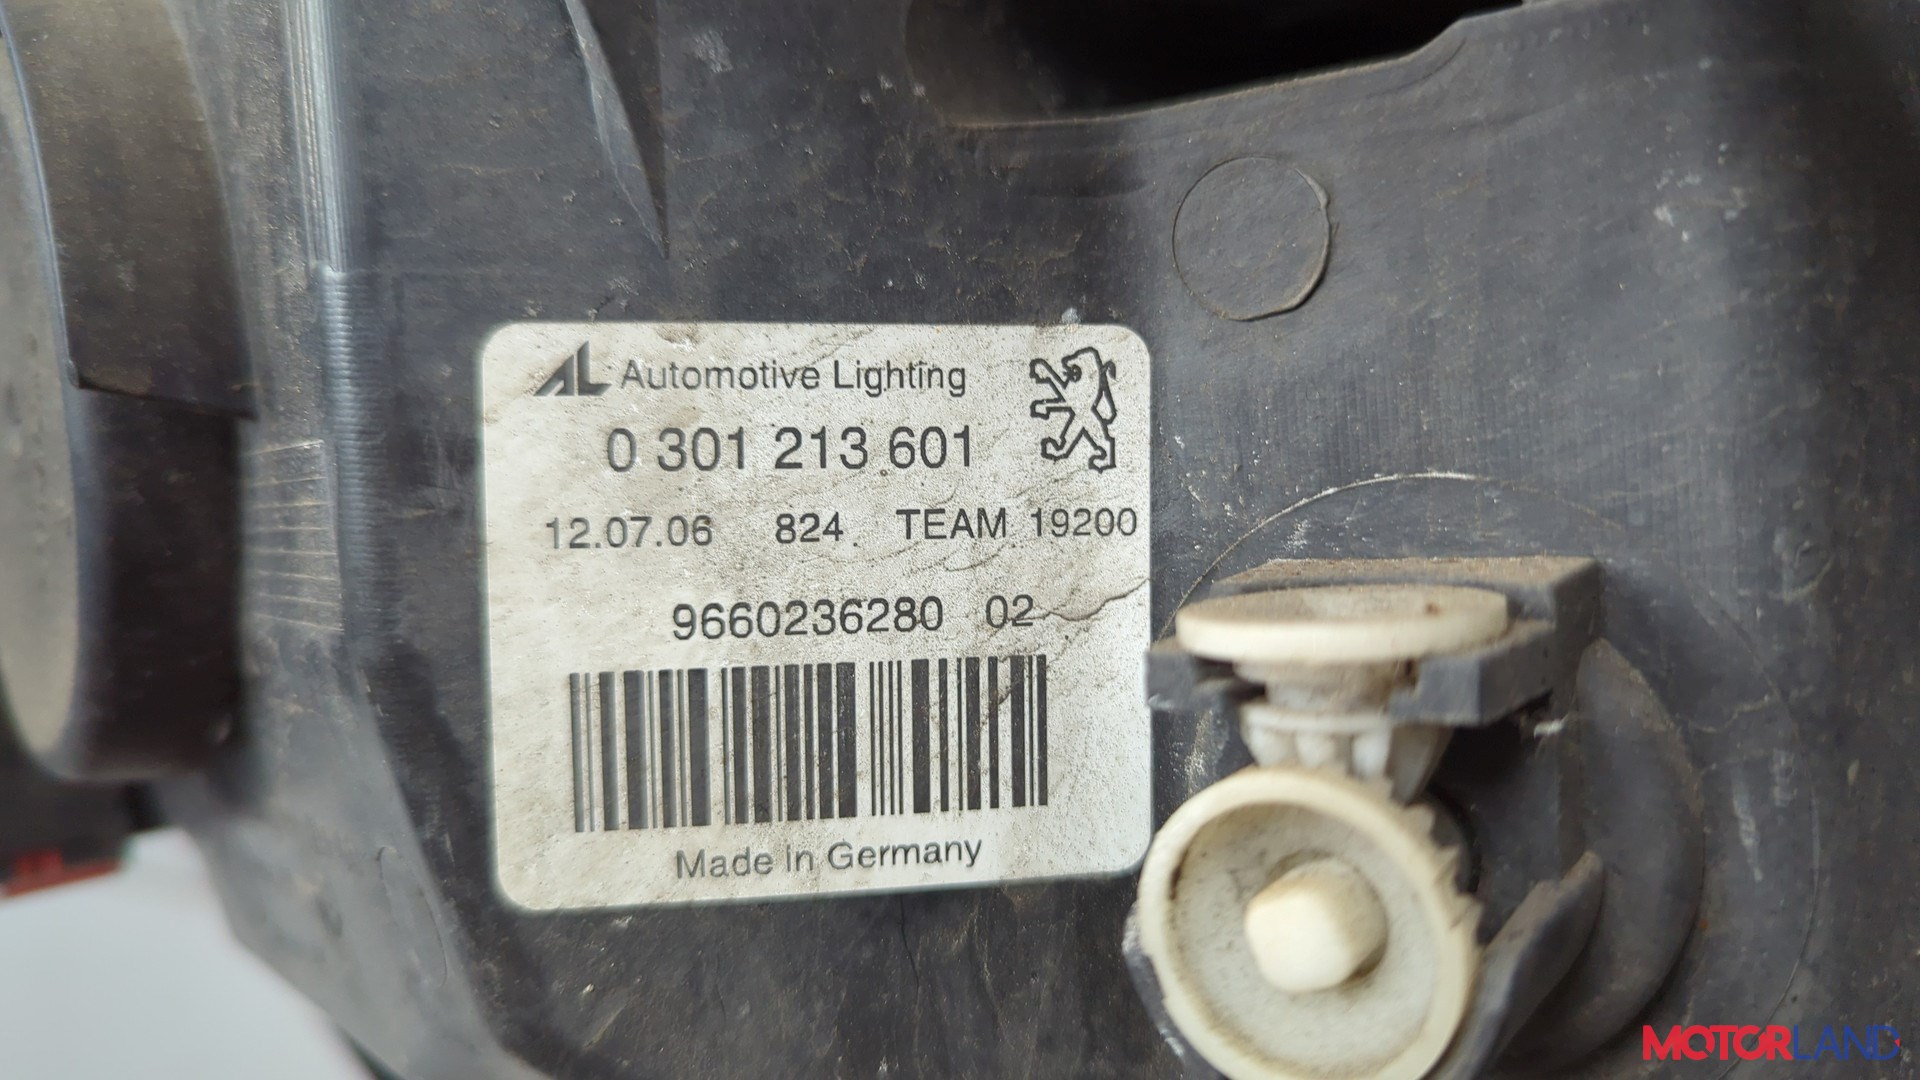 AL Automotive Lighting
0 301 213 601
12.07.06 824 TEAM 19200
9660236280 02
Made in Germany
MOTORLAND